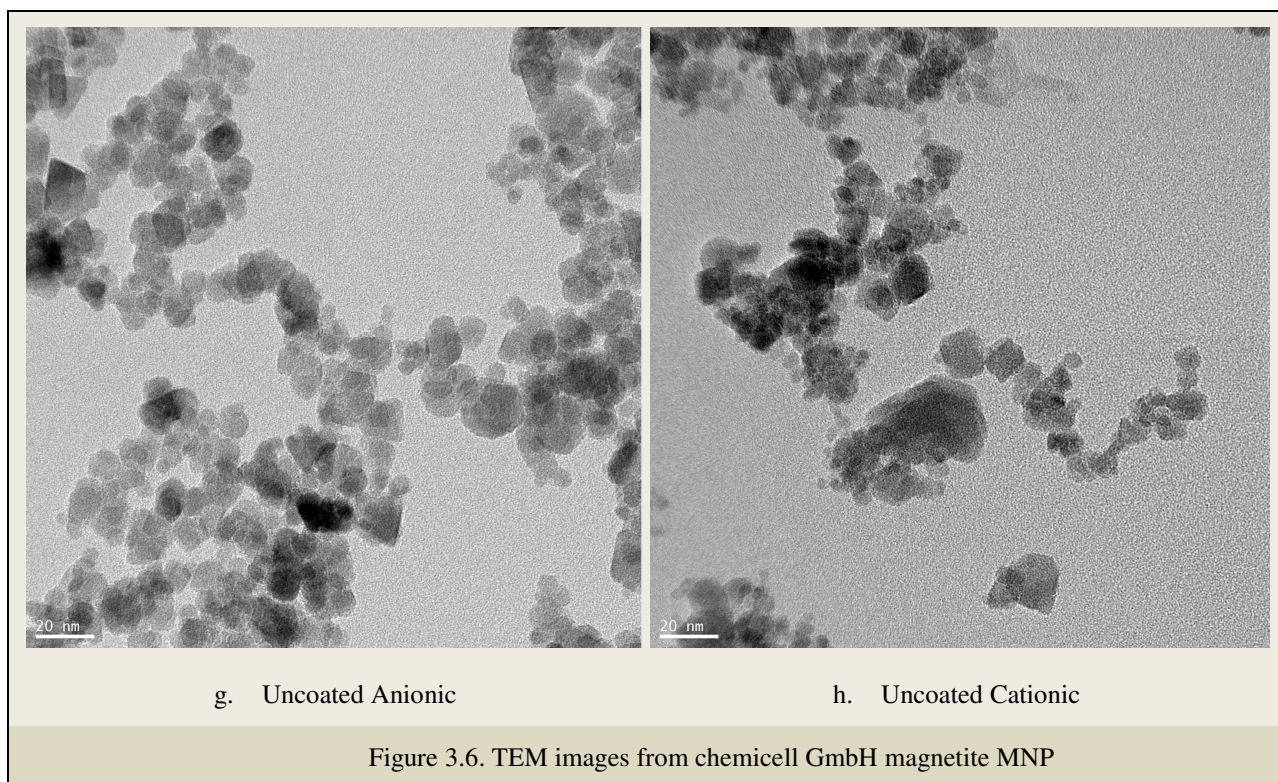 20 nm
20 nm
g. Uncoated Anionic
h. Uncoated Cationic
Figure 3.6. TEM images from chemicell GmbH magnetite MNP